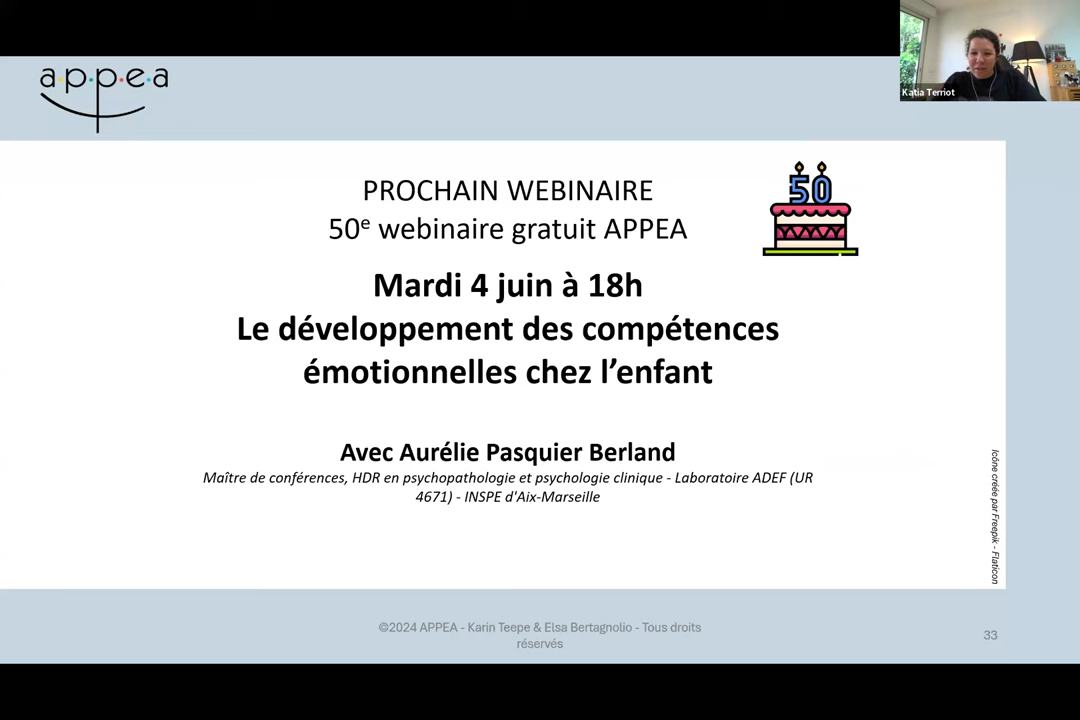 a·p·p·e·a
Katia Terriot
PROCHAIN WEBINAIRE
50
50e webinaire gratuit APPEA
Mardi 4 juin à 18h
Le développement des compétences
émotionnelles chez l’enfant
Avec Aurélie Pasquier Berland
Maître de conférences, HDR en psychopathologie et psychologie clinique - Laboratoire ADEF (UR
4671) - INSPE d'Aix-Marseille
Icône créée par Freepik - Flaticon
©2024 APPEA - Karin Teepe & Elsa Bertagnolio - Tous droits
réservés
33